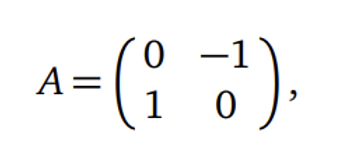 A = ( 0 −1
1 0 ),